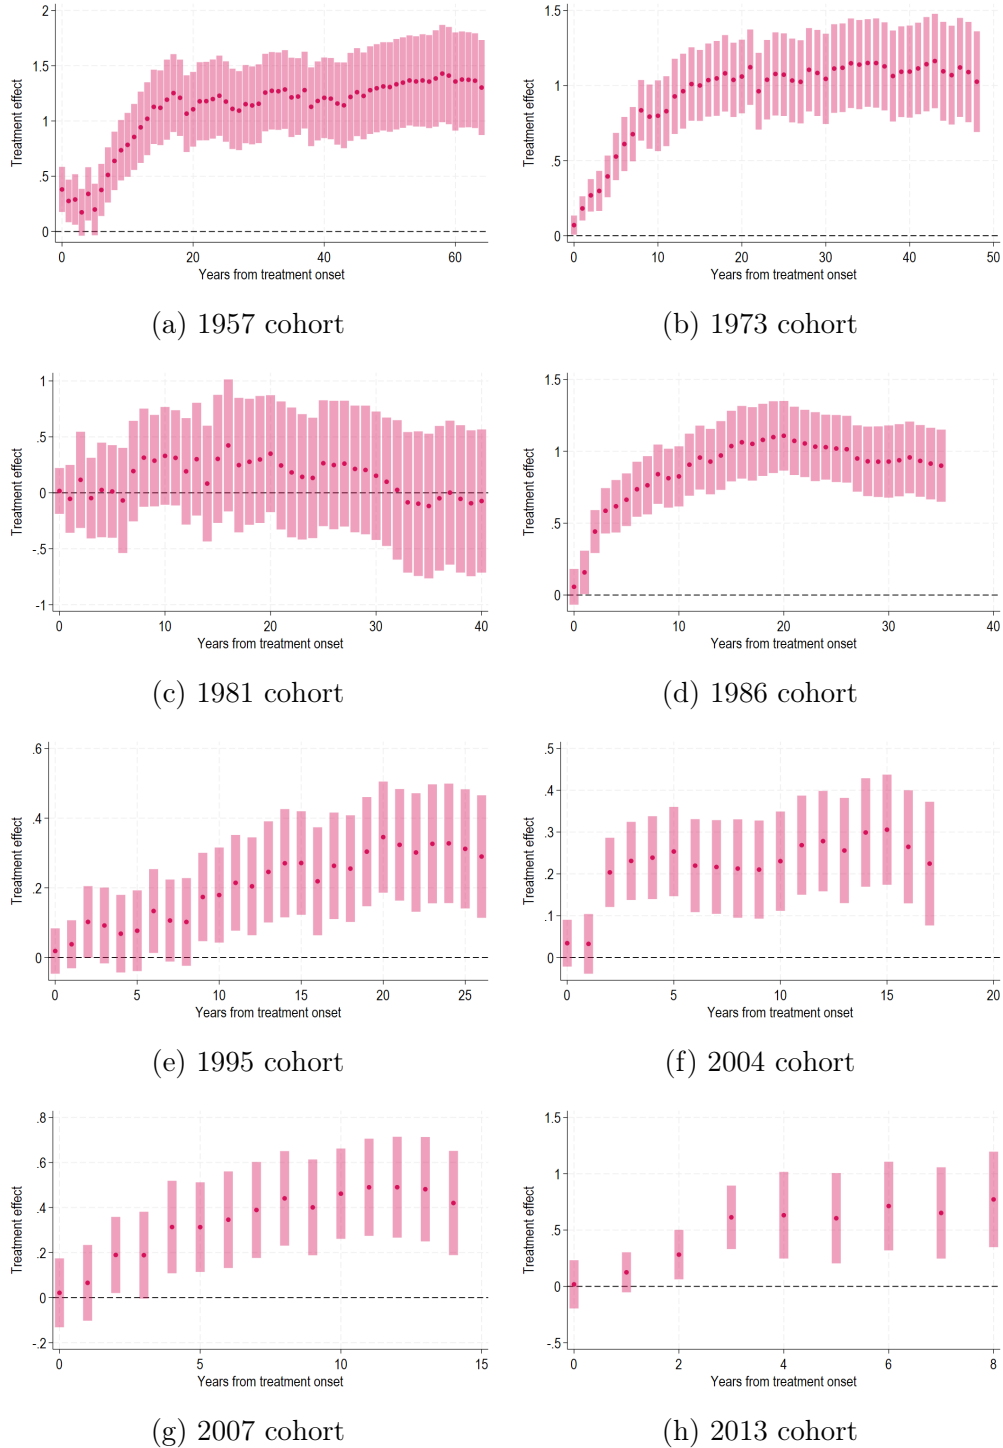 2
1.5
1
.5
0
Treatment effect
0 20 40 60
Years from treatment onset
(a) 1957 cohort
1.5
1
.5
0
Treatment effect
0 10 20 30 40 50
Years from treatment onset
(b) 1973 cohort
1
.5
0
-.5
-1
Treatment effect
0 10 20 30 40
Years from treatment onset
(c) 1981 cohort
1.5
1
.5
0
Treatment effect
0 10 20 30 40
Years from treatment onset
(d) 1986 cohort
.6
.4
.2
0
Treatment effect
0 5 10 15 20 25
Years from treatment onset
(e) 1995 cohort
.5
.4
.3
.2
.1
0
Treatment effect
0 5 10 15 20
Years from treatment onset
(f) 2004 cohort
.8
.6
.4
.2
0
-.2
Treatment effect
0 5 10 15
Years from treatment onset
(g) 2007 cohort
1.5
1
.5
0
-.5
Treatment effect
0 2 4 6 8
Years from treatment onset
(h) 2013 cohort